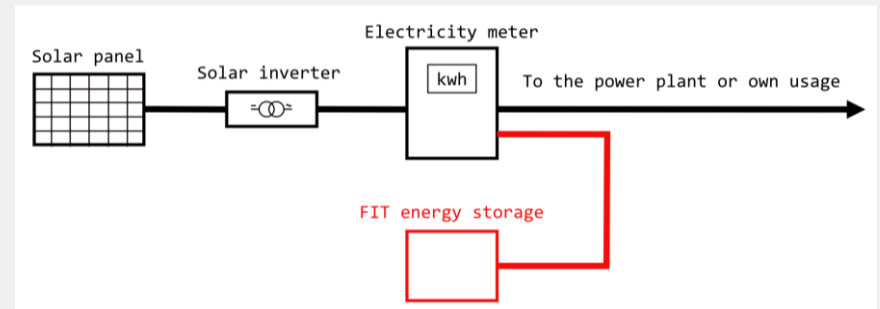 Electricity meter
Solar panel
Solar inverter
kwh
To the power plant or own usage
FIT energy storage